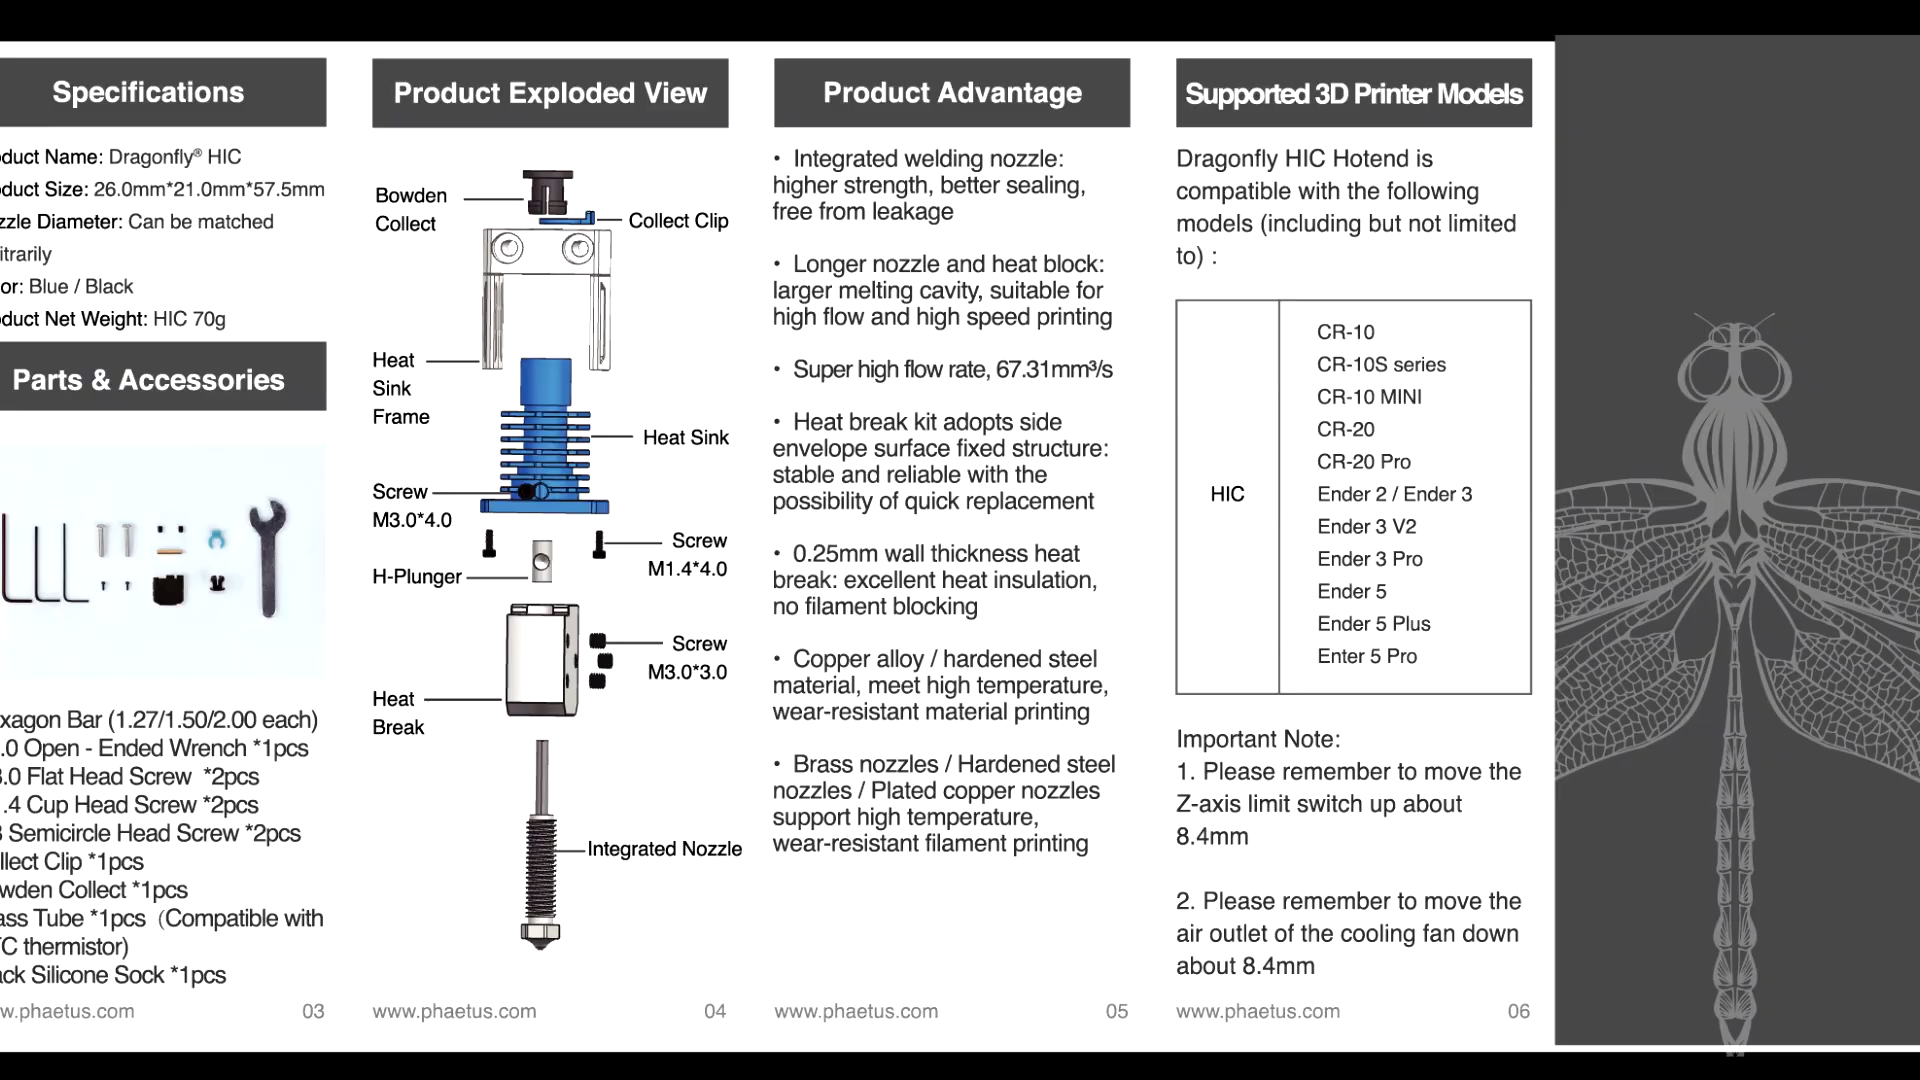 Specifications
duct Name: Dragonfly® HIC
duct Size: 26.0mm*21.0mm*57.5mm
zzle Diameter: Can be matched
itrarily
or: Blue / Black
duct Net Weight: HIC 70g
Parts & Accessories
xagon Bar (1.27/1.50/2.00 each)
.0 Open - Ended Wrench *1pcs
.0 Flat Head Screw *2pcs
.4 Cup Head Screw *2pcs
Semicircle Head Screw *2pcs
llect Clip *1pcs
wden Collect *1pcs
ass Tube *1pcs (Compatible with
C thermistor)
ack Silicone Sock *1pcs
w.phaetus.com
03
Product Exploded View
Bowden
Collect
Collect Clip
Heat
Sink
Frame
Heat Sink
Screw
M3.0*4.0
Screw
M1.4*4.0
H-Plunger
Screw
M3.0*3.0
Heat
Break
Integrated Nozzle
www.phaetus.com
04
Product Advantage
• Integrated welding nozzle:
higher strength, better sealing,
free from leakage
• Longer nozzle and heat block:
larger melting cavity, suitable for
high flow and high speed printing
• Super high flow rate, 67.31mm³/s
• Heat break kit adopts side
envelope surface fixed structure:
stable and reliable with the
possibility of quick replacement
• 0.25mm wall thickness heat
break: excellent heat insulation,
no filament blocking
• Copper alloy / hardened steel
material, meet high temperature,
wear-resistant material printing
• Brass nozzles / Hardened steel
nozzles / Plated copper nozzles
support high temperature,
wear-resistant filament printing
www.phaetus.com
05
Supported 3D Printer Models
Dragonfly HIC Hotend is
compatible with the following
models (including but not limited
to) :
HIC
CR-10
CR-10S series
CR-10 MINI
CR-20
CR-20 Pro
Ender 2 / Ender 3
Ender 3 V2
Ender 3 Pro
Ender 5
Ender 5 Plus
Enter 5 Pro
Important Note:
1. Please remember to move the
Z-axis limit switch up about
8.4mm
2. Please remember to move the
air outlet of the cooling fan down
about 8.4mm
www.phaetus.com
06